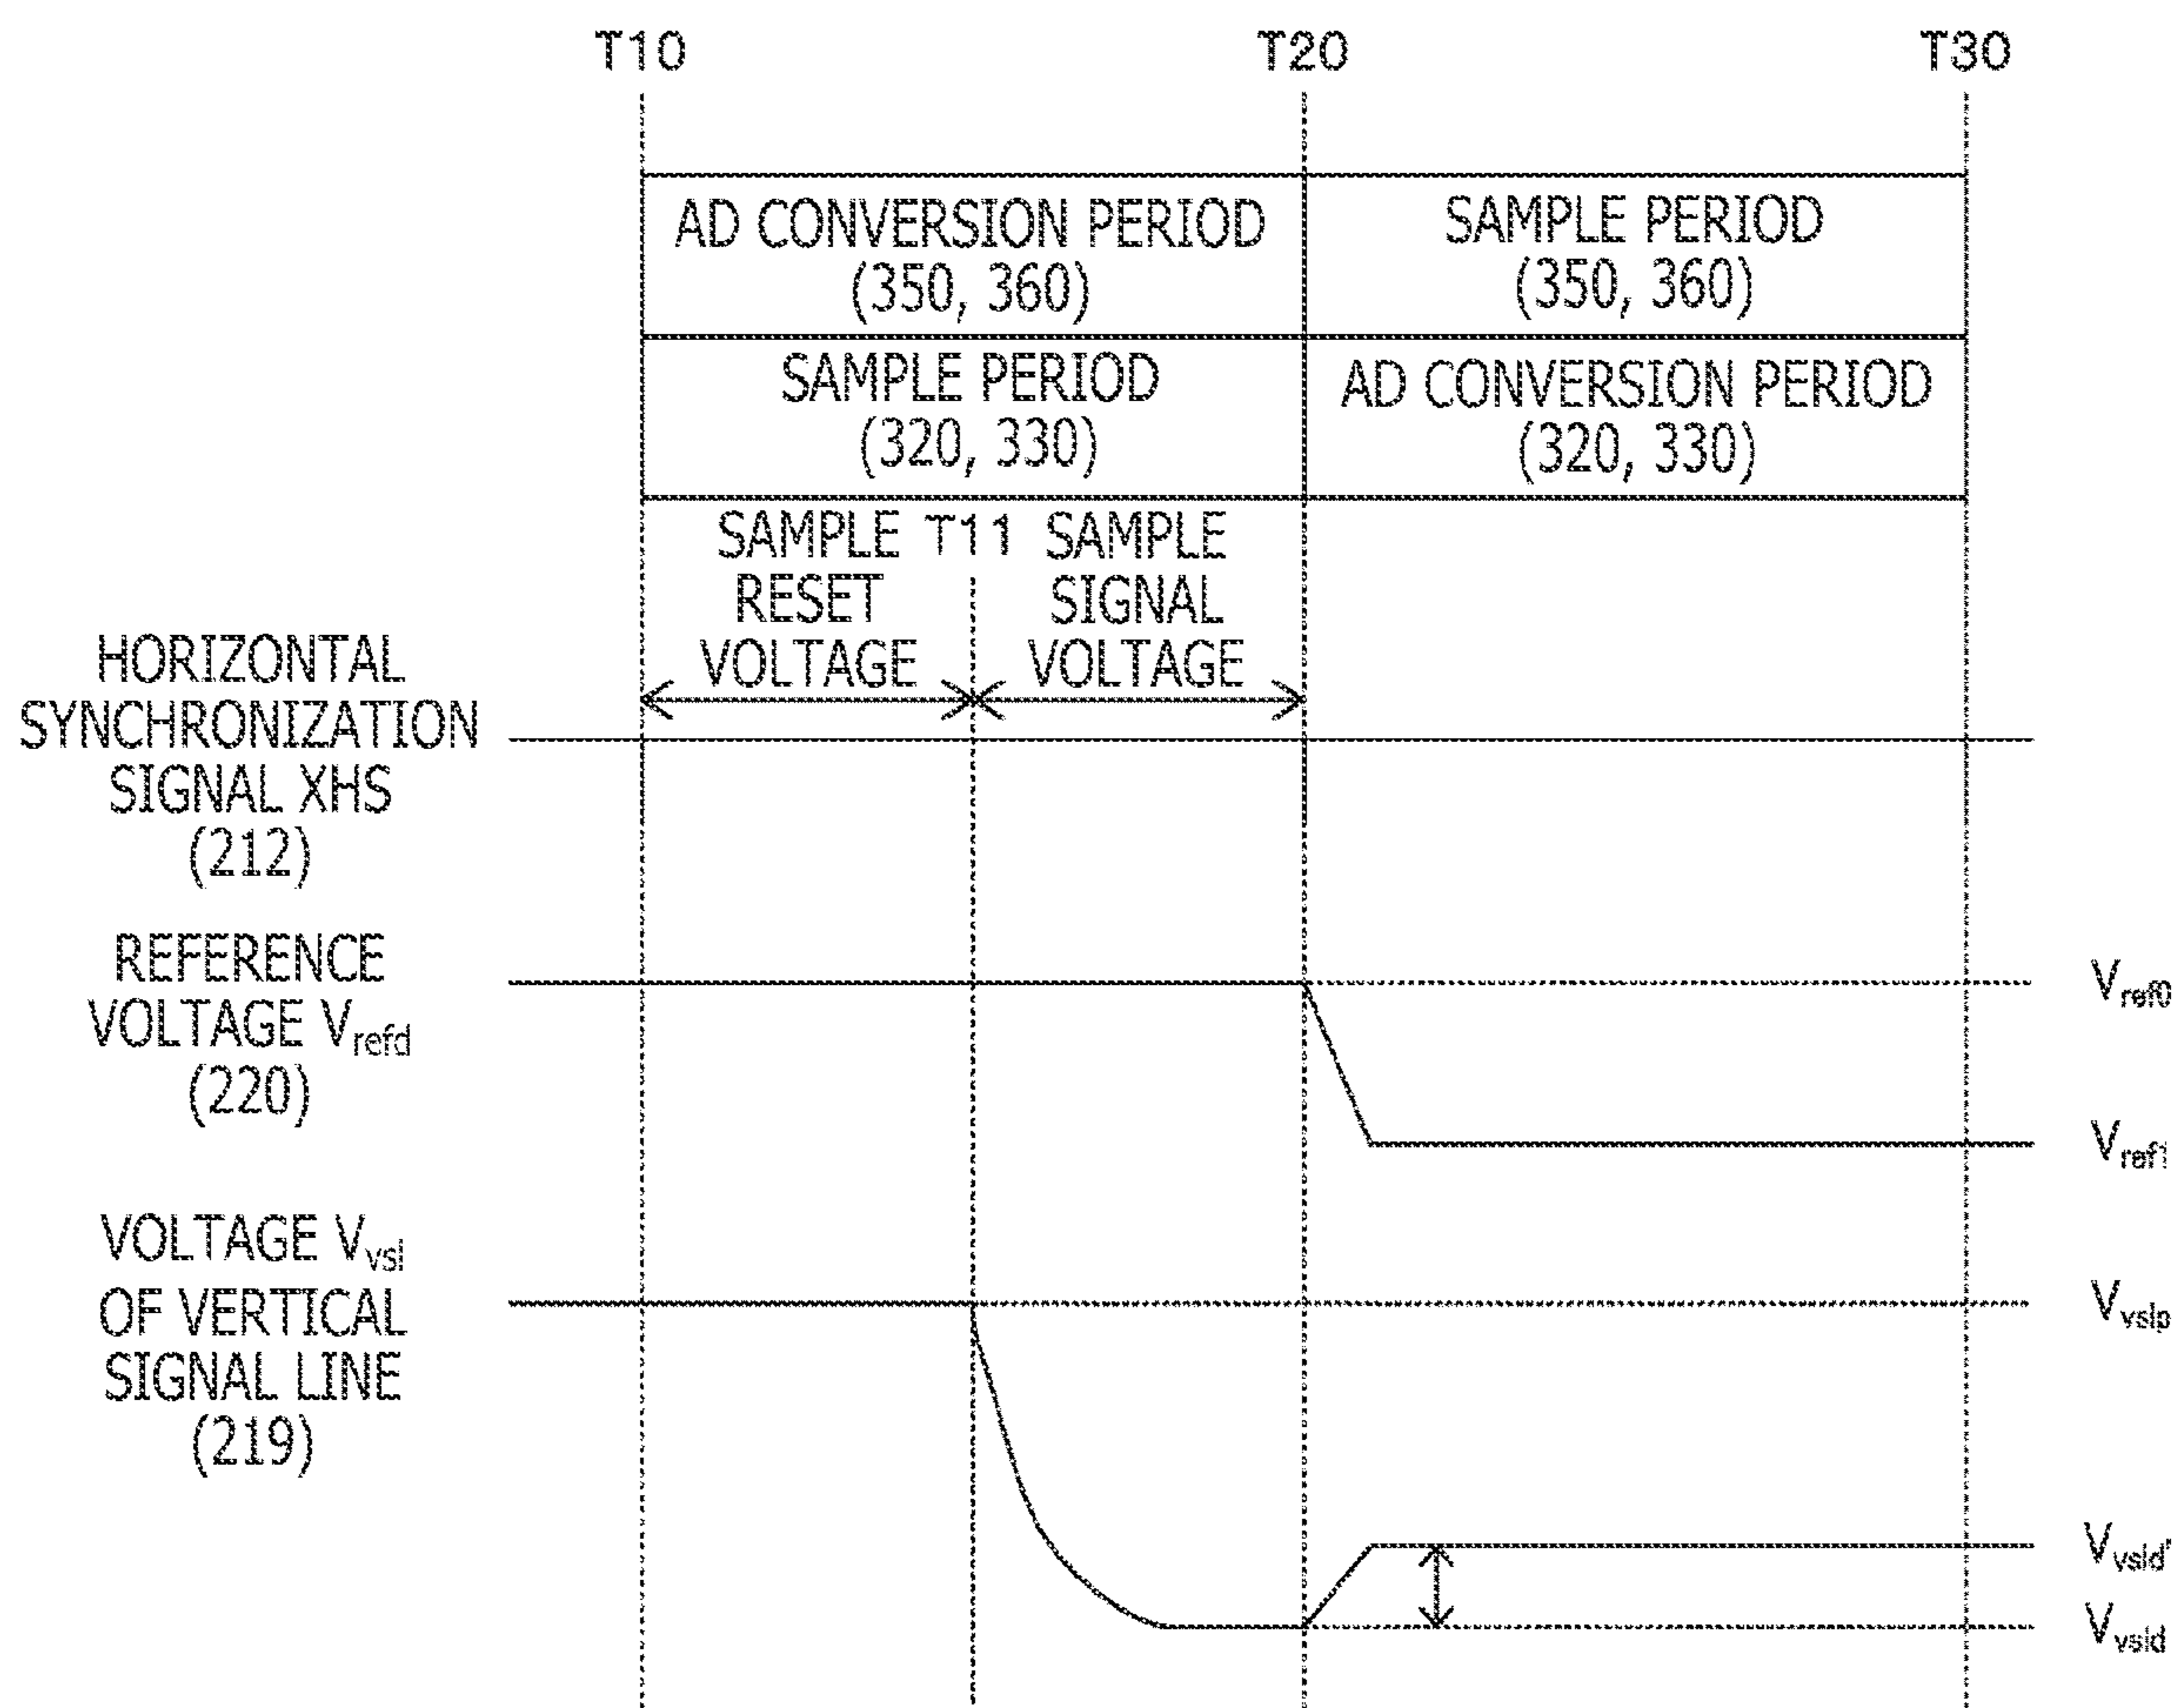 T10
T20
T30
AD CONVERSION PERIOD
(350, 360)
SAMPLE PERIOD
(350, 360)
SAMPLE PERIOD
(320, 330)
AD CONVERSION PERIOD
(320, 330)
SAMPLE
RESET
VOLTAGE
T11
SAMPLE
SIGNAL
VOLTAGE
HORIZONTAL
SYNCHRONIZATION
SIGNAL XHS
(212)
REFERENCE
VOLTAGE Vrefd
(220)
Vref0
Vref1
VOLTAGE Vvsl
OF VERTICAL
SIGNAL LINE
(219)
Vvslp
Vvsld'
Vvsld